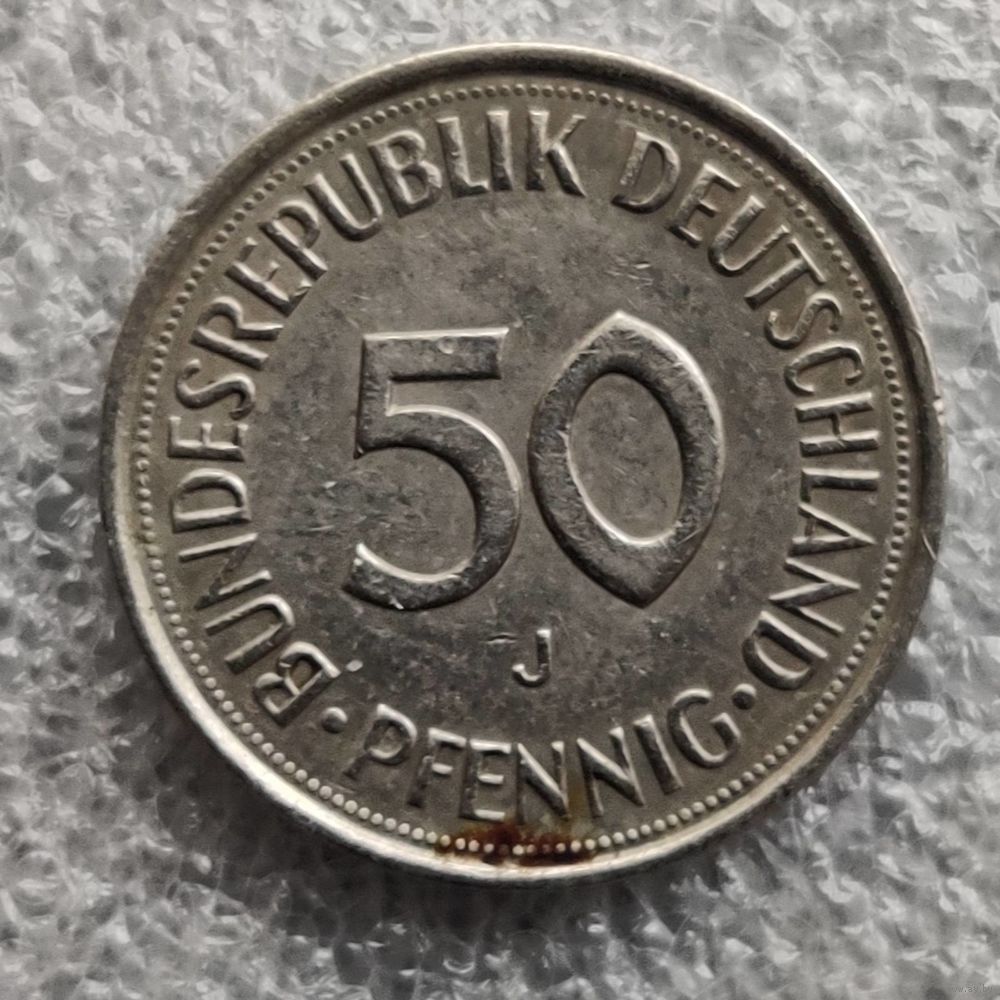 BUNDESREPUBLIK DEUTSCHLAND
50
J
• PFENNIG •